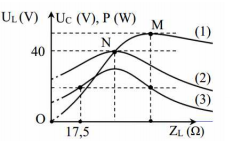 U_L (V)
U_C (V), P (W)
M
(1)
40
N
(2)
(3)
O
17,5
Z_L (Ω)